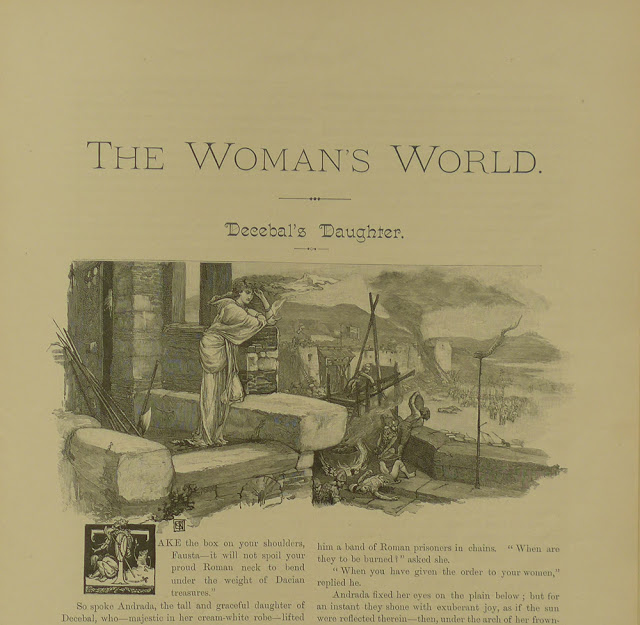 THE WOMAN'S WORLD.
Decebal's Daughter.
TAKE the box on your shoulders,
Fausta—it will not spoil your
proud Roman neck to bend
under the weight of Dacian
treasures."
So spoke Andrada, the tall and graceful daughter of
Decebal, who—majestic in her cream-white robe—lifted
him a band of Roman prisoners in chains. "When are
they to be burned?" asked she.
"When you have given the order to your women,"
replied he.
Andrada fixed her eyes on the plain below; but for
an instant they shone with exuberant joy, as if the sun
were reflected therein—then, under the arch of her frown-